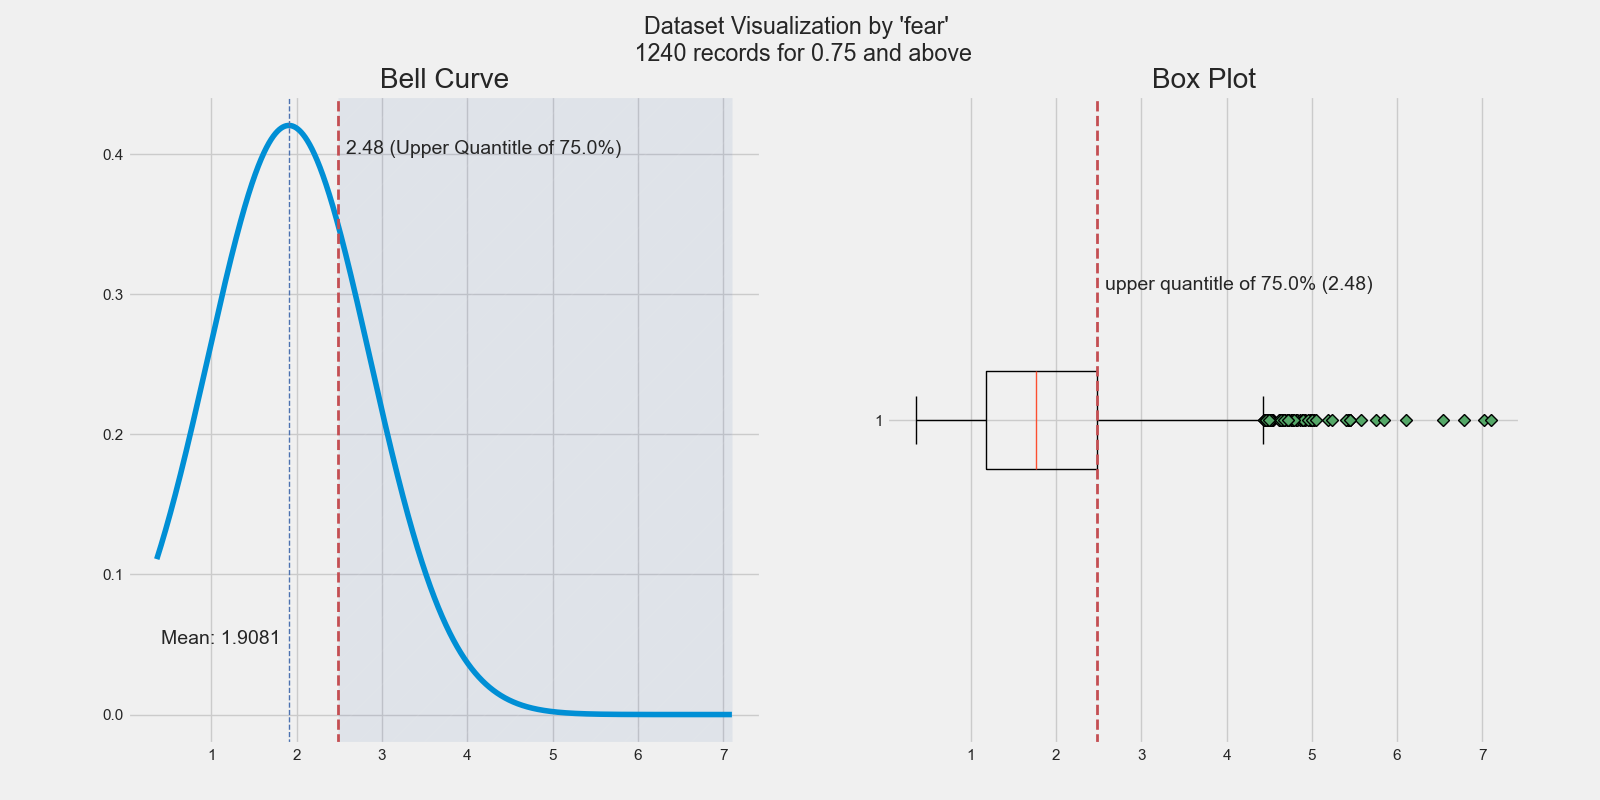 Dataset Visualization by 'fear'
1240 records for 0.75 and above
Bell Curve
0.4
0.3
0.2
0.1
0.0
2.48 (Upper Quantitle of 75.0%)
Mean: 1.9081
1 2 3 4 5 6 7
Box Plot
upper quantitle of 75.0% (2.48)
1
1 2 3 4 5 6 7